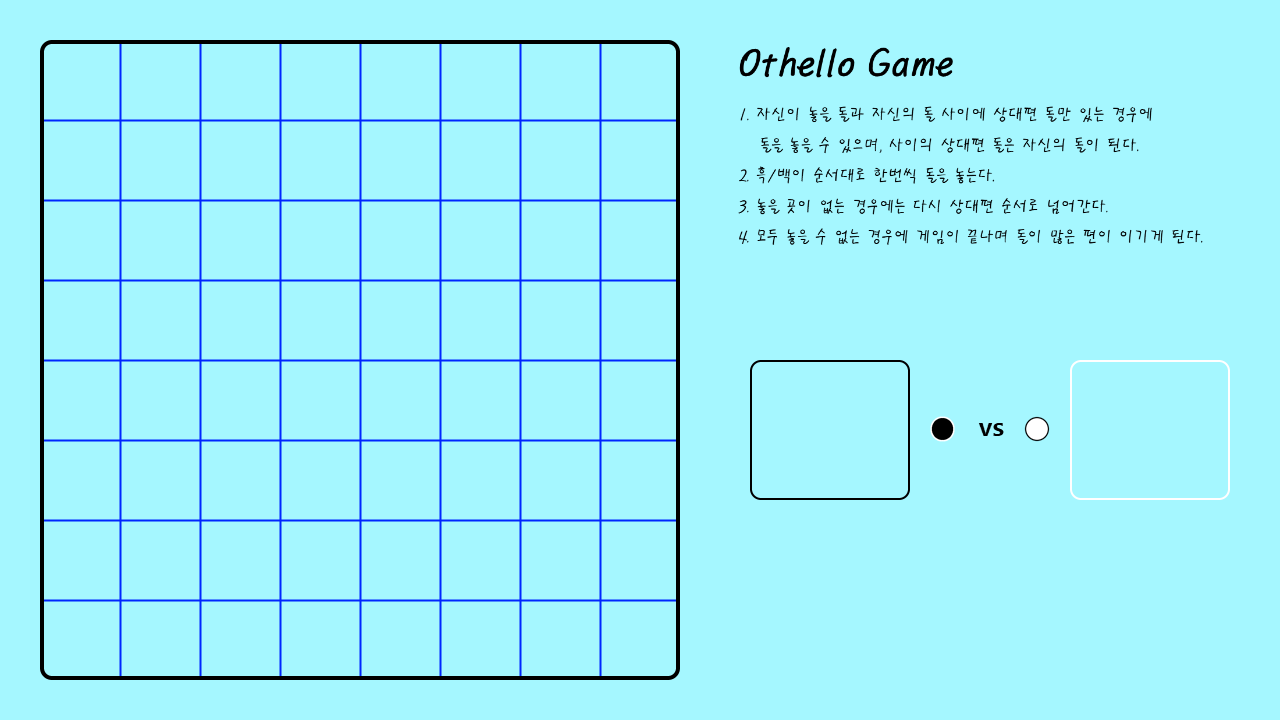 Othello Game
1. 자신이 놓을 돌과 자신의 돌 사이에 상대편 돌만 있는 경우에
돌을 놓을 수 있으며, 사이의 상대편 돌은 자신의 돌이 된다.
2. 흑/백이 순서대로 한번씩 돌을 놓는다.
3. 놓을 곳이 없는 경우에는 다시 상대편 순서로 넘어간다.
4. 모두 놓을 수 없는 경우에 게임이 끝나며 돌이 많은 편이 이기게 된다.
VS